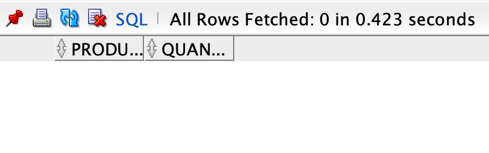 SQL | All Rows Fetched: 0 in 0.423 seconds
PRODU... QUAN...